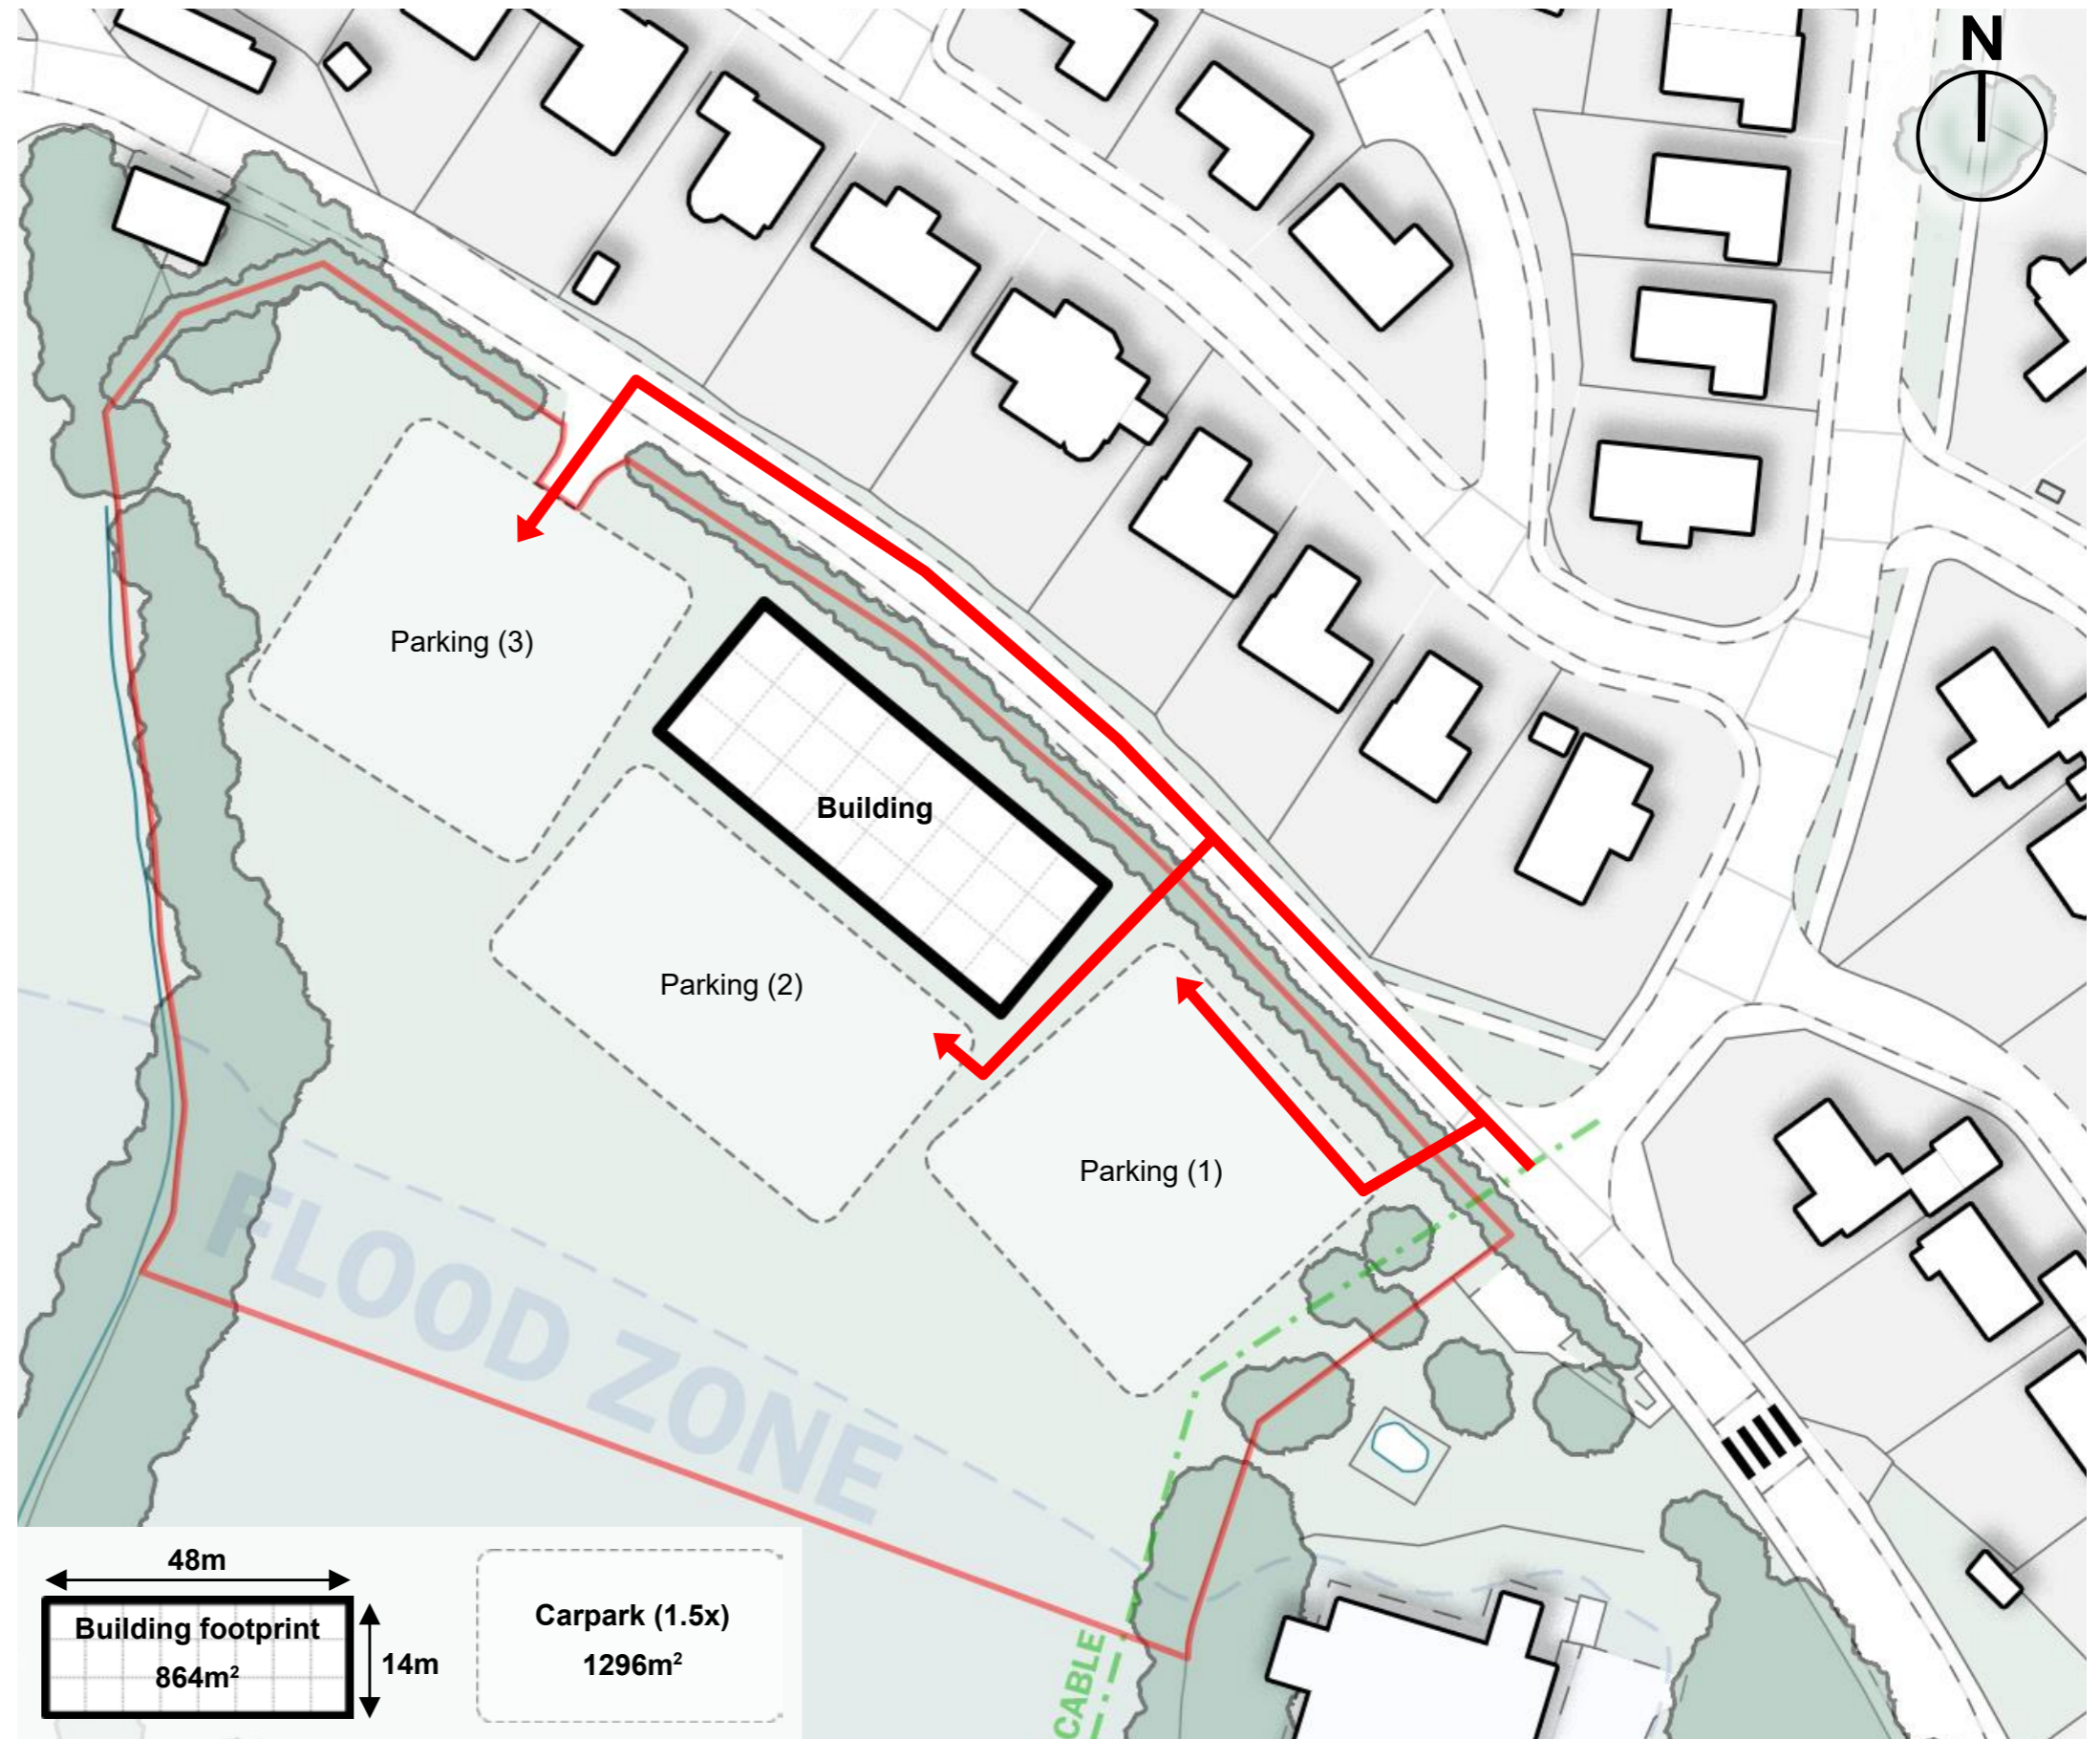 N
Parking (3)
Building
Parking (2)
Parking (1)
FLOOD ZONE
48m
Building footprint
864m²
14m
Carpark (1.5x)
1296m²
CABLE